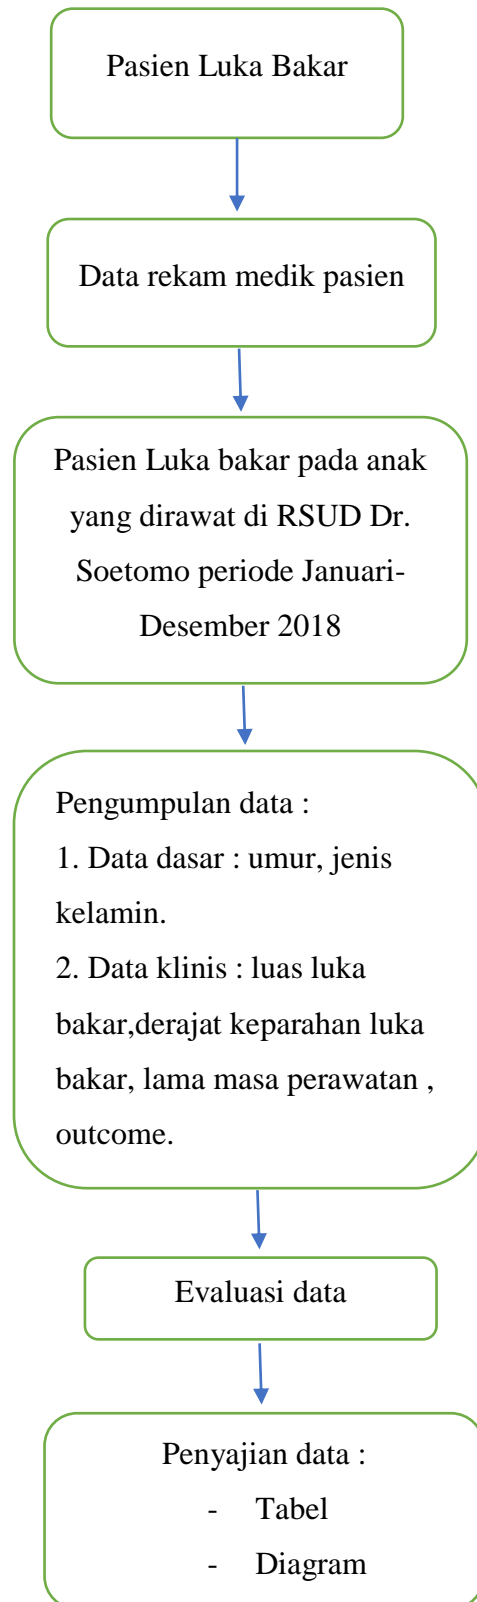 Pasien Luka Bakar
Data rekam medik pasien
Pasien Luka bakar pada anak
yang dirawat di RSUD Dr.
Soetomo periode Januari-
Desember 2018
Pengumpulan data :
1. Data dasar : umur, jenis
kelamin.
2. Data klinis : luas luka
bakar,derajat keparahan luka
bakar, lama masa perawatan ,
outcome.
Evaluasi data
Penyajian data :
- Tabel
- Diagram